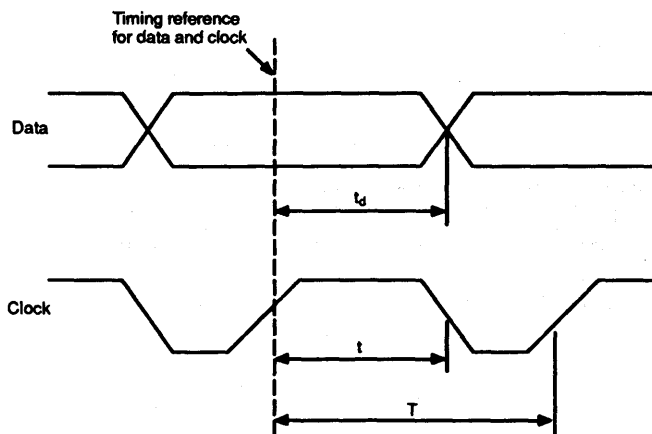 Timing reference
for data and clock
Data
td
Clock
t
T